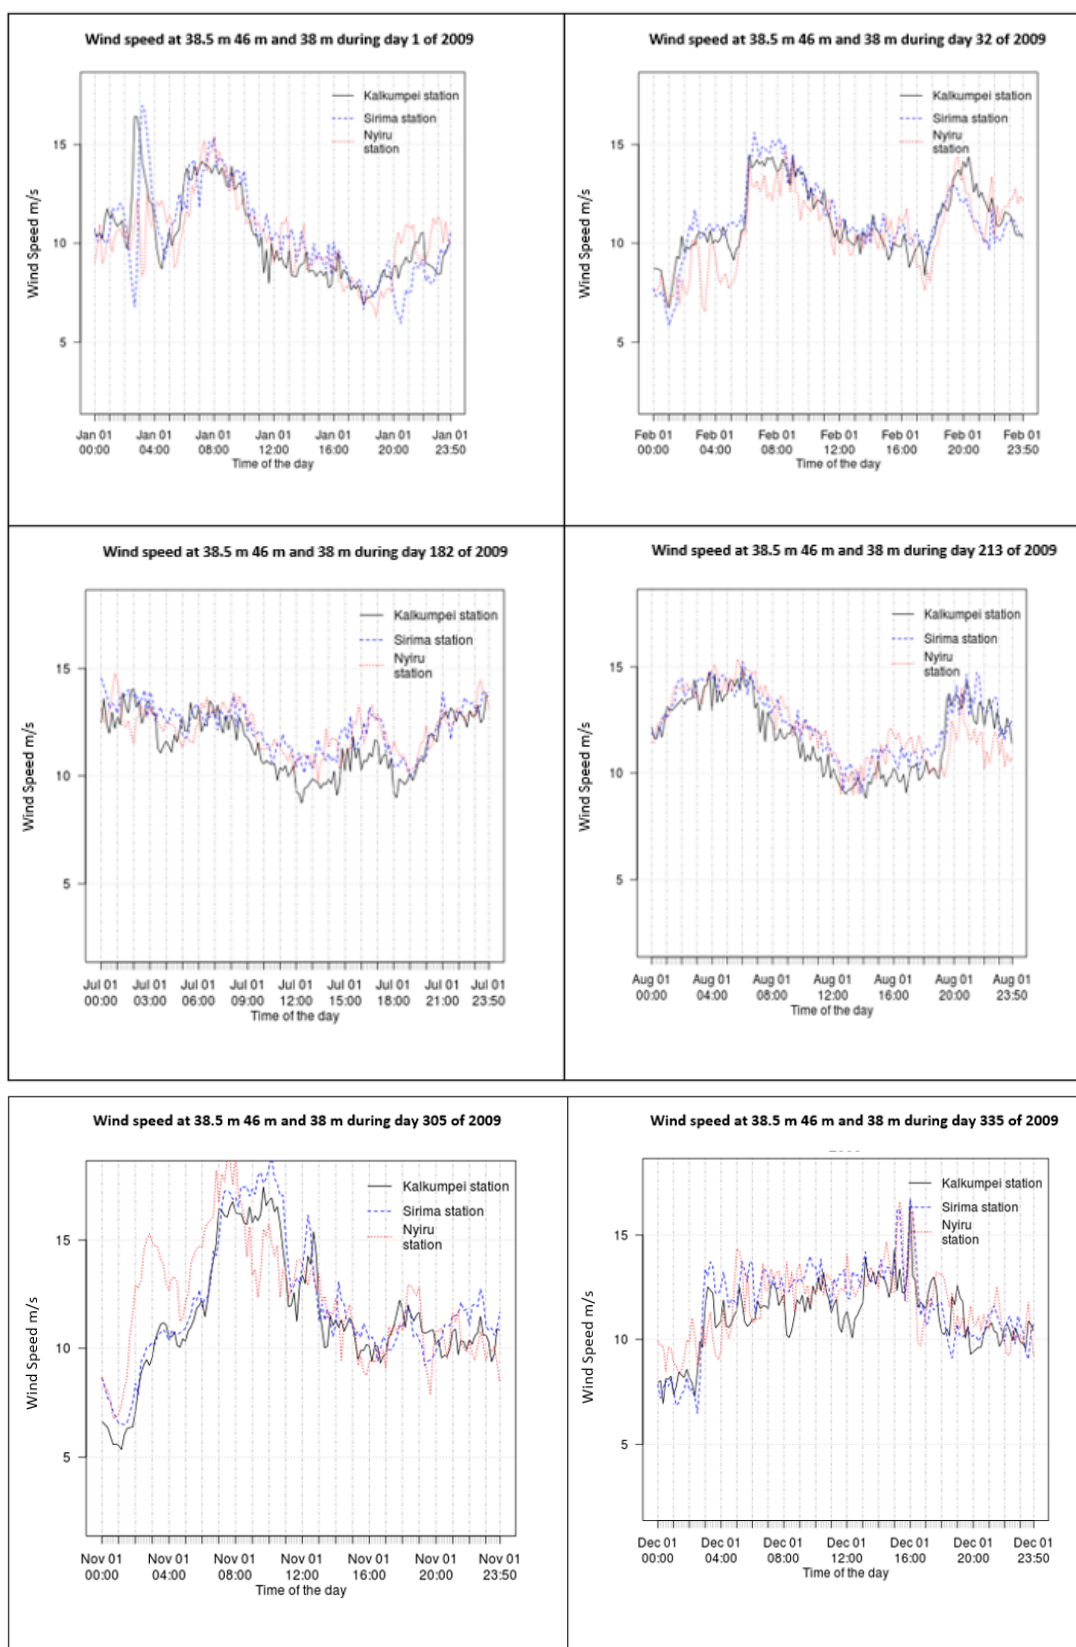 Wind speed at 38.5 m 46 m and 38 m during day 1 of 2009
Kalkumpei station
Sirima station
Nyiru
station
Wind Speed m/s
15
10
5
Jan 01 Jan 01 Jan 01 Jan 01 Jan 01 Jan 01 Jan 01
00:00 04:00 08:00 12:00 16:00 20:00 23:50
Time of the day
Wind speed at 38.5 m 46 m and 38 m during day 32 of 2009
Kalkumpei station
Sirima station
Nyiru
station
Wind Speed m/s
15
10
5
Feb 01 Feb 01 Feb 01 Feb 01 Feb 01 Feb 01 Feb 01
00:00 04:00 08:00 12:00 16:00 20:00 23:50
Time of the day
Wind speed at 38.5 m 46 m and 38 m during day 182 of 2009
Kalkumpei station
Sirima station
Nyiru
station
Wind Speed m/s
15
10
5
Jul 01 Jul 01 Jul 01 Jul 01 Jul 01 Jul 01 Jul 01 Jul 01 Jul 01
00:00 03:00 06:00 09:00 12:00 15:00 18:00 21:00 23:50
Time of the day
Wind speed at 38.5 m 46 m and 38 m during day 213 of 2009
Kalkumpei station
Sirima station
Nyiru
station
Wind Speed m/s
15
10
5
Aug 01 Aug 01 Aug 01 Aug 01 Aug 01 Aug 01 Aug 01
00:00 04:00 08:00 12:00 16:00 20:00 23:50
Time of the day
Wind speed at 38.5 m 46 m and 38 m during day 305 of 2009
Kalkumpei station
Sirima station
Nyiru
station
Wind Speed m/s
15
10
5
Nov 01 Nov 01 Nov 01 Nov 01 Nov 01 Nov 01 Nov 01
00:00 04:00 08:00 12:00 16:00 20:00 23:50
Time of the day
Wind speed at 38.5 m 46 m and 38 m during day 335 of 2009
Kalkumpei station
Sirima station
Nyiru
station
Wind Speed m/s
15
10
5
Dec 01 Dec 01 Dec 01 Dec 01 Dec 01 Dec 01 Dec 01
00:00 04:00 08:00 12:00 16:00 20:00 23:50
Time of the day